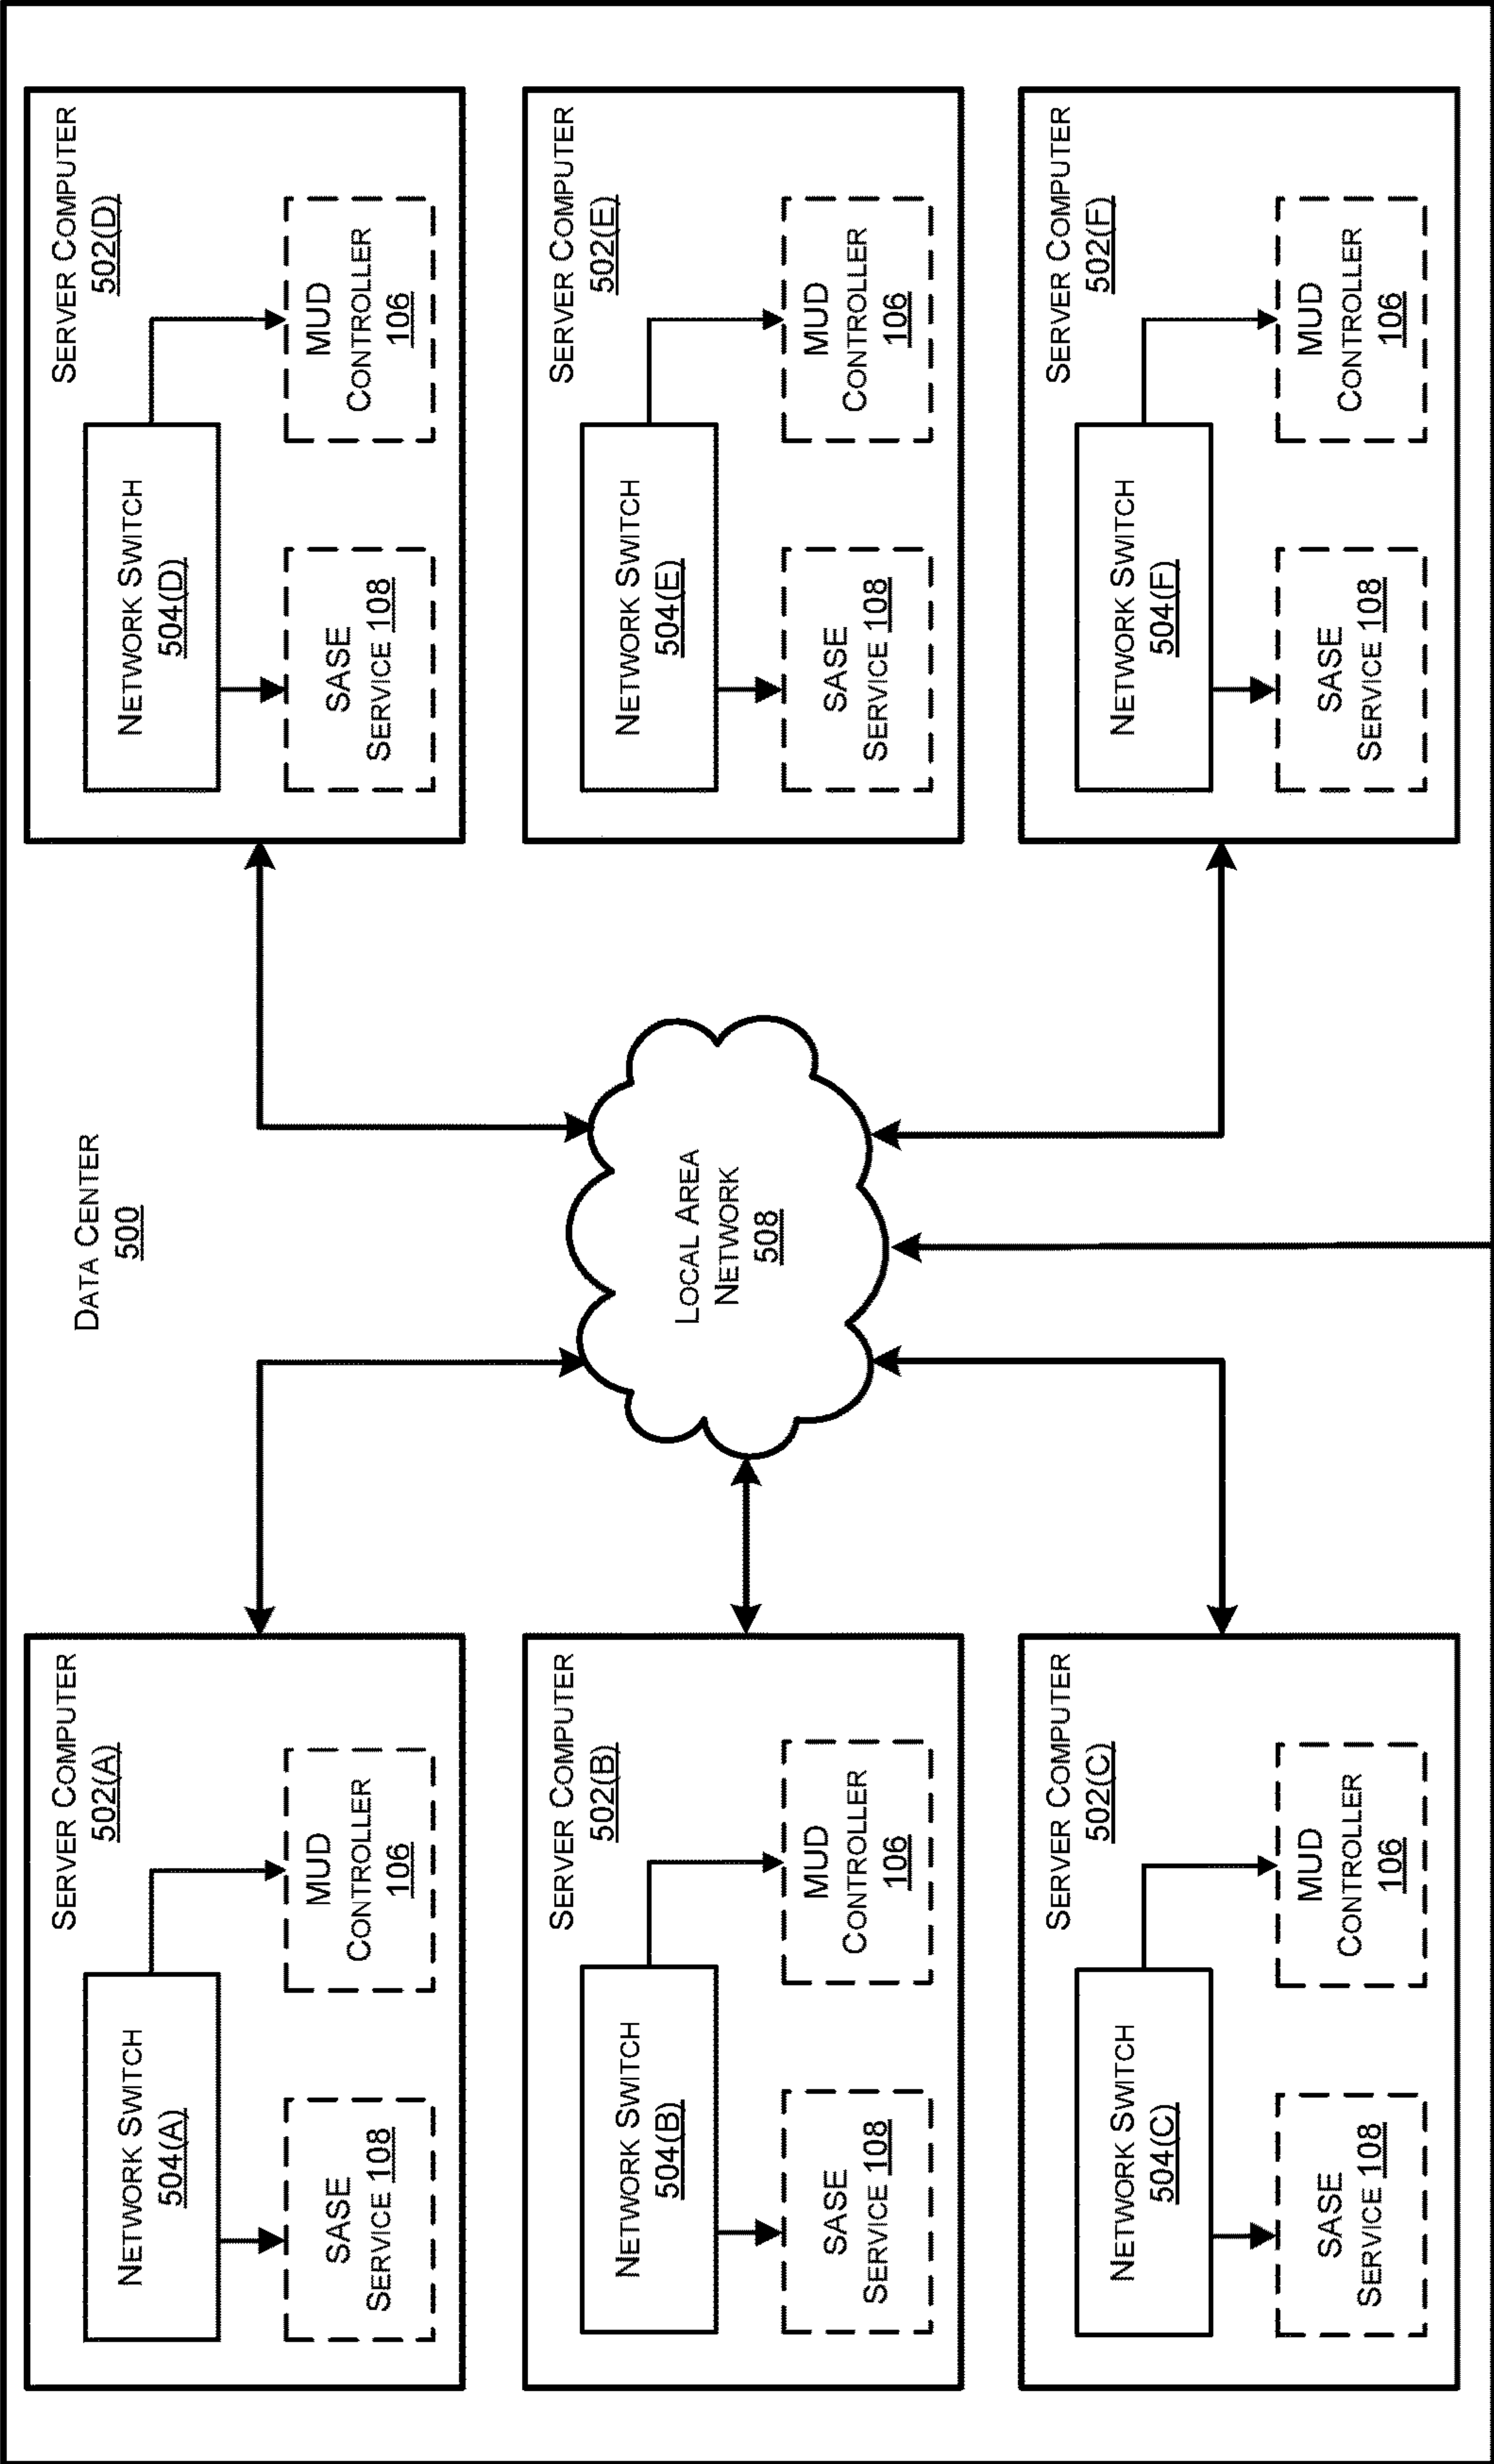 DATA CENTER
500
SERVER COMPUTER
502(A)
NETWORK SWITCH
504(A)
SASE
SERVICE 108
MUD
CONTROLLER
106
SERVER COMPUTER
502(B)
NETWORK SWITCH
504(B)
SASE
SERVICE 108
MUD
CONTROLLER
106
SERVER COMPUTER
502(C)
NETWORK SWITCH
504(C)
SASE
SERVICE 108
MUD
CONTROLLER
106
LOCAL AREA
NETWORK
508
SERVER COMPUTER
502(D)
NETWORK SWITCH
504(D)
SASE
SERVICE 108
MUD
CONTROLLER
106
SERVER COMPUTER
502(E)
NETWORK SWITCH
504(E)
SASE
SERVICE 108
MUD
CONTROLLER
106
SERVER COMPUTER
502(F)
NETWORK SWITCH
504(F)
SASE
SERVICE 108
MUD
CONTROLLER
106